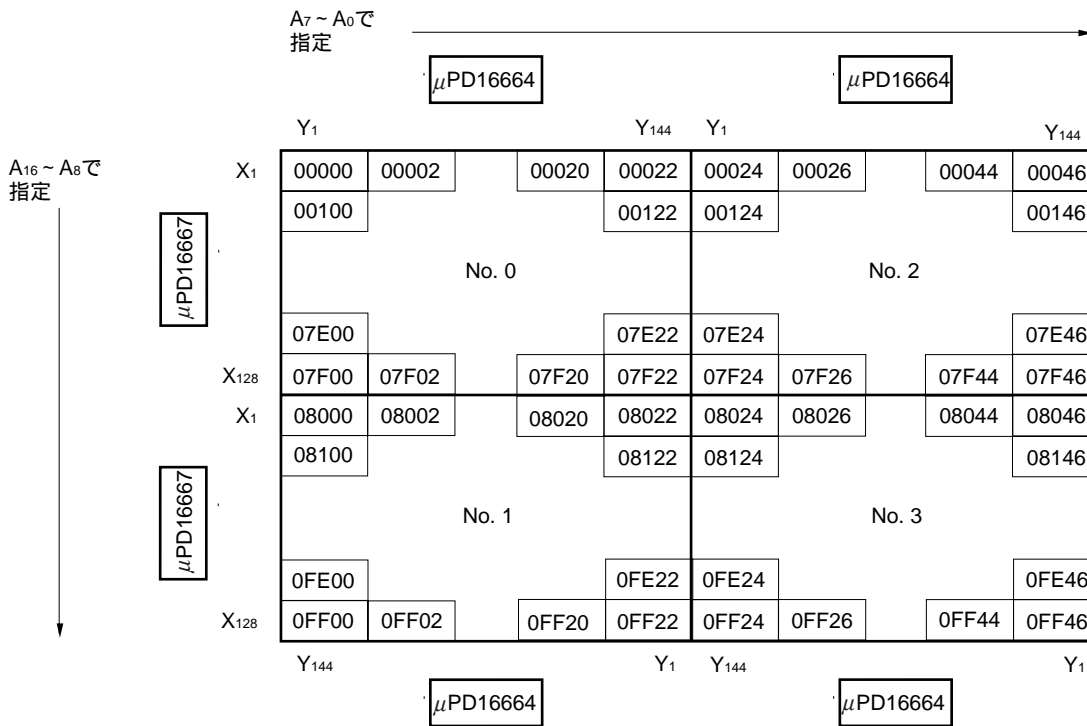 A7 ~ A0で
指定
μPD16664 μPD16664
Y1 Y144 Y1 Y144
A16 ~ A8で
指定
X1 00000 00002 00020 00022 00024 00026 00044 00046
00100 00122 00124 00146
μPD16667
No. 0 No. 2
07E00 07E22 07E24 07E46
X128 07F00 07F02 07F20 07F22 07F24 07F26 07F44 07F46
X1 08000 08002 08020 08022 08024 08026 08044 08046
08100 08122 08124 08146
μPD16667
No. 1 No. 3
0FE00 0FE22 0FE24 0FE46
X128 0FF00 0FF02 0FF20 0FF22 0FF24 0FF26 0FF44 0FF46
Y144 Y1 Y144 Y1
μPD16664 μPD16664